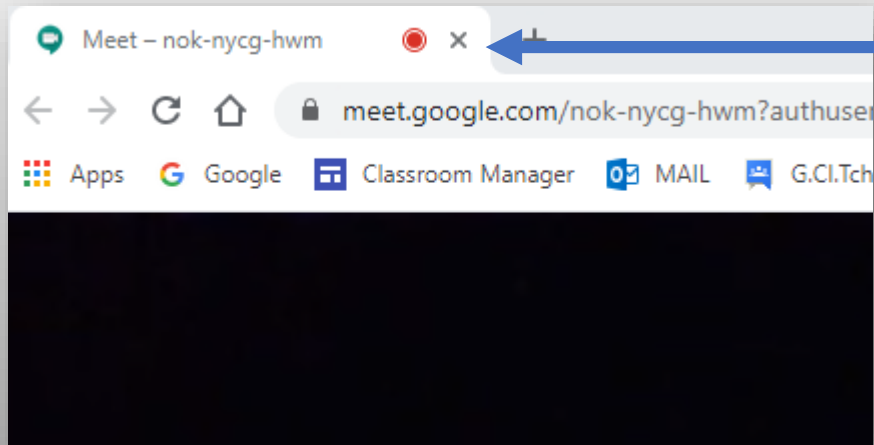 Meet – nok-nycg-hwm
meet.google.com/nok-nycg-hwm?authuser
Apps Google Classroom Manager MAIL G.Cl.Tch